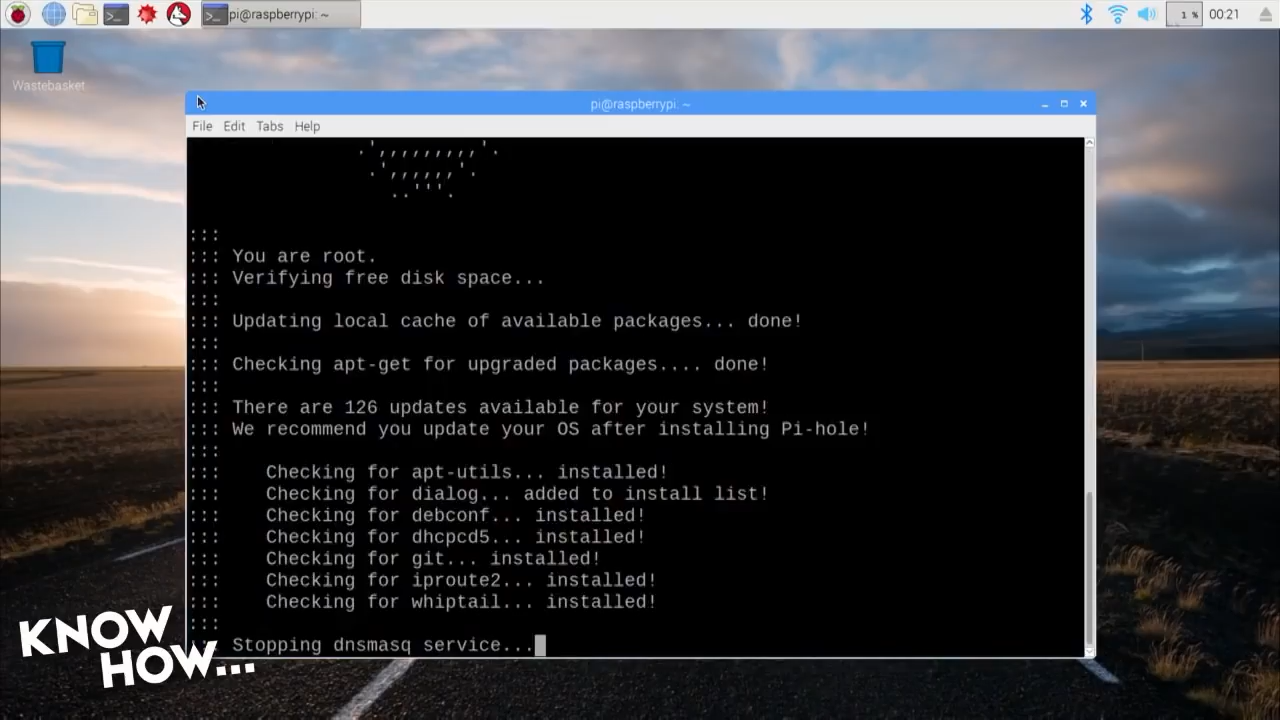 pi@raspberrypi: ~
1 %
00:21
Wastebasket
pi@raspberrypi: ~
File Edit Tabs Help
.',,,,,,,,,'.
.',,,,,,'.
..'''.
:::
::: You are root.
::: Verifying free disk space...
:::
::: Updating local cache of available packages... done!
:::
::: Checking apt-get for upgraded packages.... done!
:::
::: There are 126 updates available for your system!
::: We recommend you update your OS after installing Pi-hole!
:::
:::    Checking for apt-utils... installed!
:::    Checking for dialog... added to install list!
:::    Checking for debconf... installed!
:::    Checking for dhcpcd5... installed!
:::    Checking for git... installed!
:::    Checking for iproute2... installed!
:::    Checking for whiptail... installed!
:::
::: Stopping dnsmasq service...
KNOW
HOW...